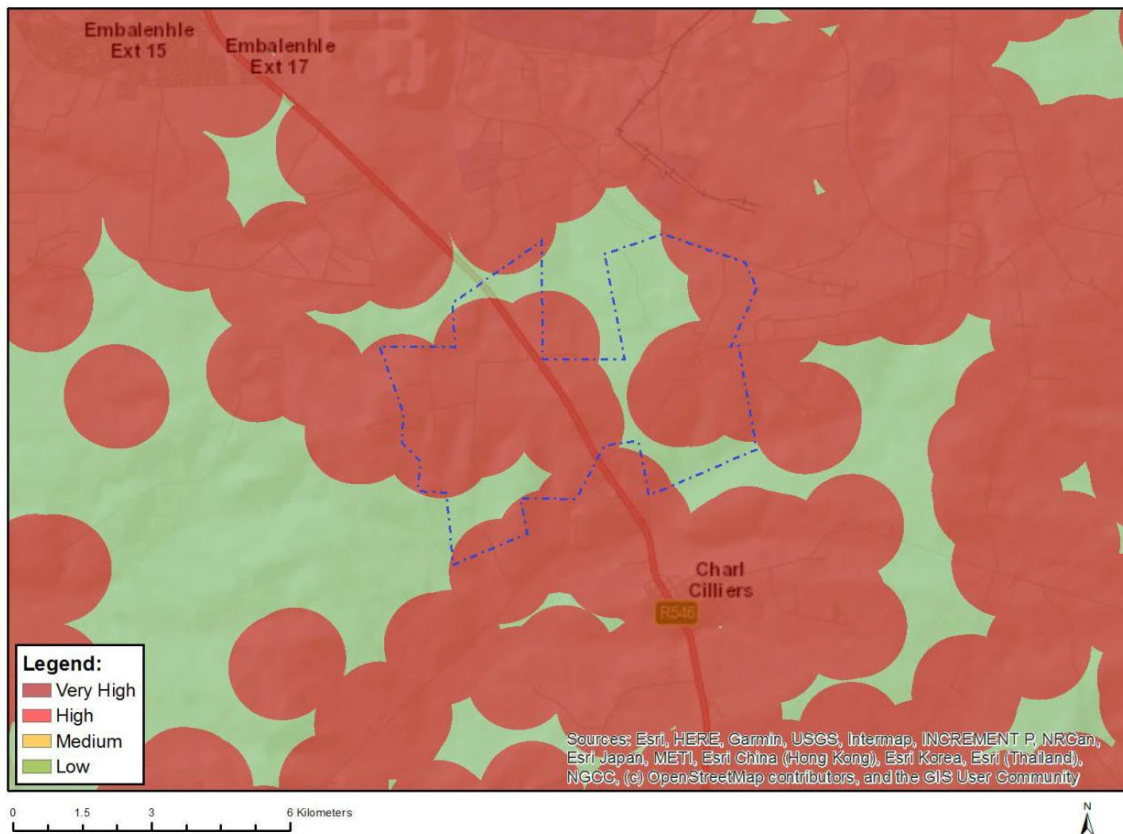 Embalenhle
Ext 15
Embalenhle
Ext 17
Charl
Cilliers
R546
Legend:
Very High
High
Medium
Low
Sources: Esri, HERE, Garmin, USGS, Intermap, INCREMENT P, NRCan,
Esri Japan, METI, Esri China (Hong Kong), Esri Korea, Esri (Thailand),
NGCC, (c) OpenStreetMap contributors, and the GIS User Community
0 1.5 3 6 Kilometers
N